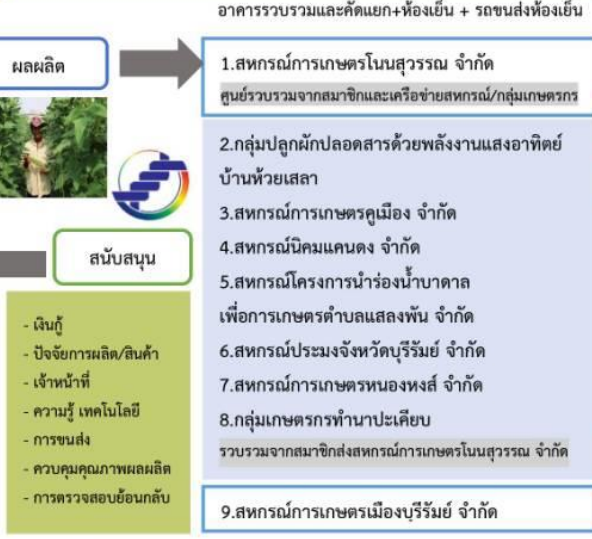 อาคารรวบรวมและคัดแยก+ห้องเย็น + รถขนส่งห้องเย็น
ผลผลิต
1.สหกรณ์การเกษตรโนนสุวรรณ จำกัด
ศูนย์รวบรวมจากสมาชิกและเครือข่ายสหกรณ์/กลุ่มเกษตรกร
2.กลุ่มปลูกผักปลอดสารด้วยพลังงานแสงอาทิตย์
บ้านห้วยเสลา
3.สหกรณ์การเกษตรคูเมือง จำกัด
4.สหกรณ์นิคมแคนดง จำกัด
5.สหกรณ์โครงการนำร่องน้ำบาดาล
เพื่อการเกษตรตำบลแสลงพัน จำกัด
6.สหกรณ์ประมงจังหวัดบุรีรัมย์ จำกัด
7.สหกรณ์การเกษตรหนองหงส์ จำกัด
8.กลุ่มเกษตรกรทำนาปะเคียบ
รวบรวมจากสมาชิกส่งสหกรณ์การเกษตรโนนสุวรรณ จำกัด
9.สหกรณ์การเกษตรเมืองบุรีรัมย์ จำกัด
สนับสนุน
- เงินกู้
- ปัจจัยการผลิต/สินค้า
- เจ้าหน้าที่
- ความรู้ เทคโนโลยี
- การขนส่ง
- ควบคุมคุณภาพผลผลิต
- การตรวจสอบย้อนกลับ